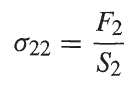 σ₂₂ = F₂ / S₂